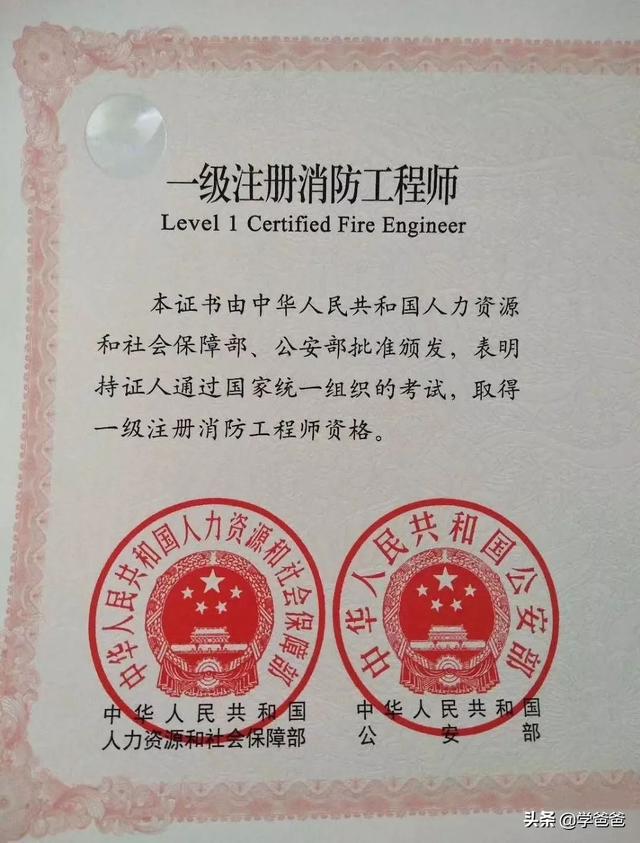 一级注册消防工程师
Level 1 Certified Fire Engineer
本证书由中华人民共和国人力资源
和社会保障部、公安部批准颁发，表明
持证人通过国家统一组织的考试，取得
一级注册消防工程师资格。
中华人民共和国人力资源和社会保障部
中华人民共和国公安部
中华人民共和国
人力资源和社会保障部
中华人民共和国
公安部
头条 @学爸爸